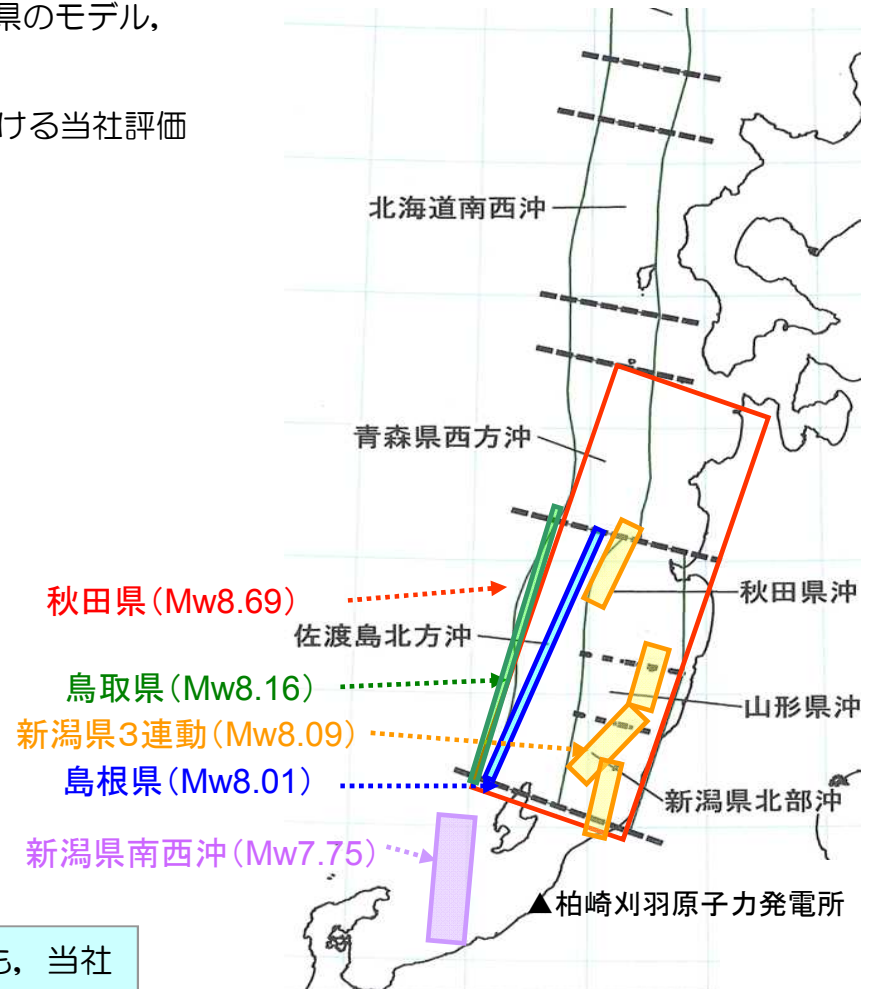 県のモデル,
ける当社評価
北海道南西沖
青森県西方沖
秋田県（Mw8.69）
秋田県沖
佐渡島北方沖
鳥取県（Mw8.16）
山形県沖
新潟県3連動（Mw8.09）
島根県（Mw8.01）
新潟県北部沖
新潟県南西沖（Mw7.75）
▲柏崎刈羽原子力発電所
も, 当社